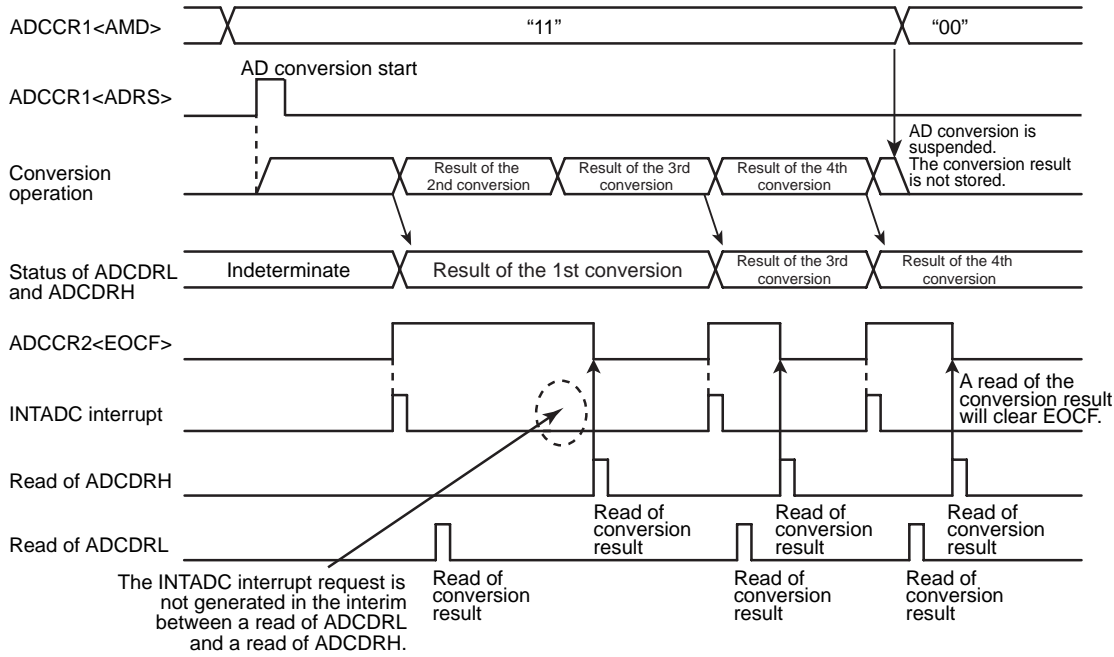 ADCCR1<AMD>
“11”
“00”
AD conversion start
ADCCR1<ADRS>
AD conversion is
suspended.
The conversion result
is not stored.
Conversion
operation
Result of the
2nd conversion
Result of the 3rd
conversion
Result of the 4th
conversion
Status of ADCDRL
and ADCDRH
Indeterminate
Result of the 1st conversion
Result of the 3rd
conversion
Result of the 4th
conversion
ADCCR2<EOCF>
INTADC interrupt
A read of the
conversion result
will clear EOCF.
Read of ADCDRH
Read of
conversion
result
Read of
conversion
result
Read of
conversion
result
Read of ADCDRL
The INTADC interrupt request is
not generated in the interim
between a read of ADCDRL
and a read of ADCDRH.
Read of
conversion
result
Read of
conversion
result
Read of
conversion
result